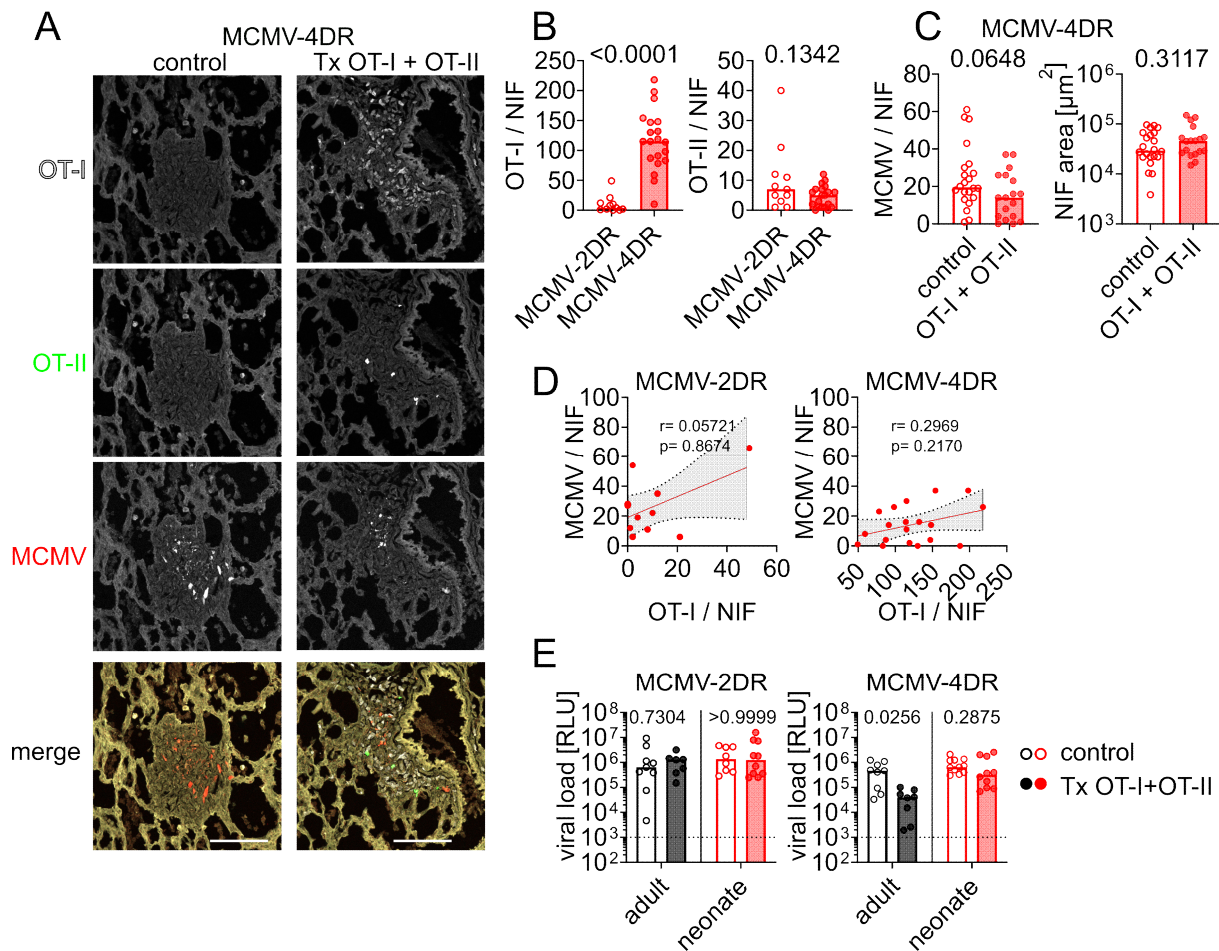 A
MCMV-4DR
control
Tx OT-I + OT-II
OT-I
OT-II
MCMV
merge
B
<0.0001
OT-I / NIF
250
200
150
100
50
0
MCMV-2DR
MCMV-4DR
0.1342
OT-II / NIF
50
40
30
20
10
0
MCMV-2DR
MCMV-4DR
C
MCMV-4DR
0.0648
MCMV / NIF
80
60
40
20
0
control
OT-I + OT-II
0.3117
NIF area [µm²]
10⁶
10⁵
10⁴
10³
control
OT-I + OT-II
D
MCMV-2DR
MCMV / NIF
100
80
60
40
20
0
r= 0.05721
p= 0.8674
0 20 40 60
OT-I / NIF
MCMV-4DR
MCMV / NIF
100
80
60
40
20
0
r= 0.2969
p= 0.2170
50 100 150 200 250
OT-I / NIF
E
MCMV-2DR
viral load [RLU]
10⁸
10⁷
10⁶
10⁵
10⁴
10³
10²
0.7304
>0.9999
adult
neonate
MCMV-4DR
viral load [RLU]
10⁸
10⁷
10⁶
10⁵
10⁴
10³
10²
0.0256
0.2875
adult
neonate
control
Tx OT-I+OT-II